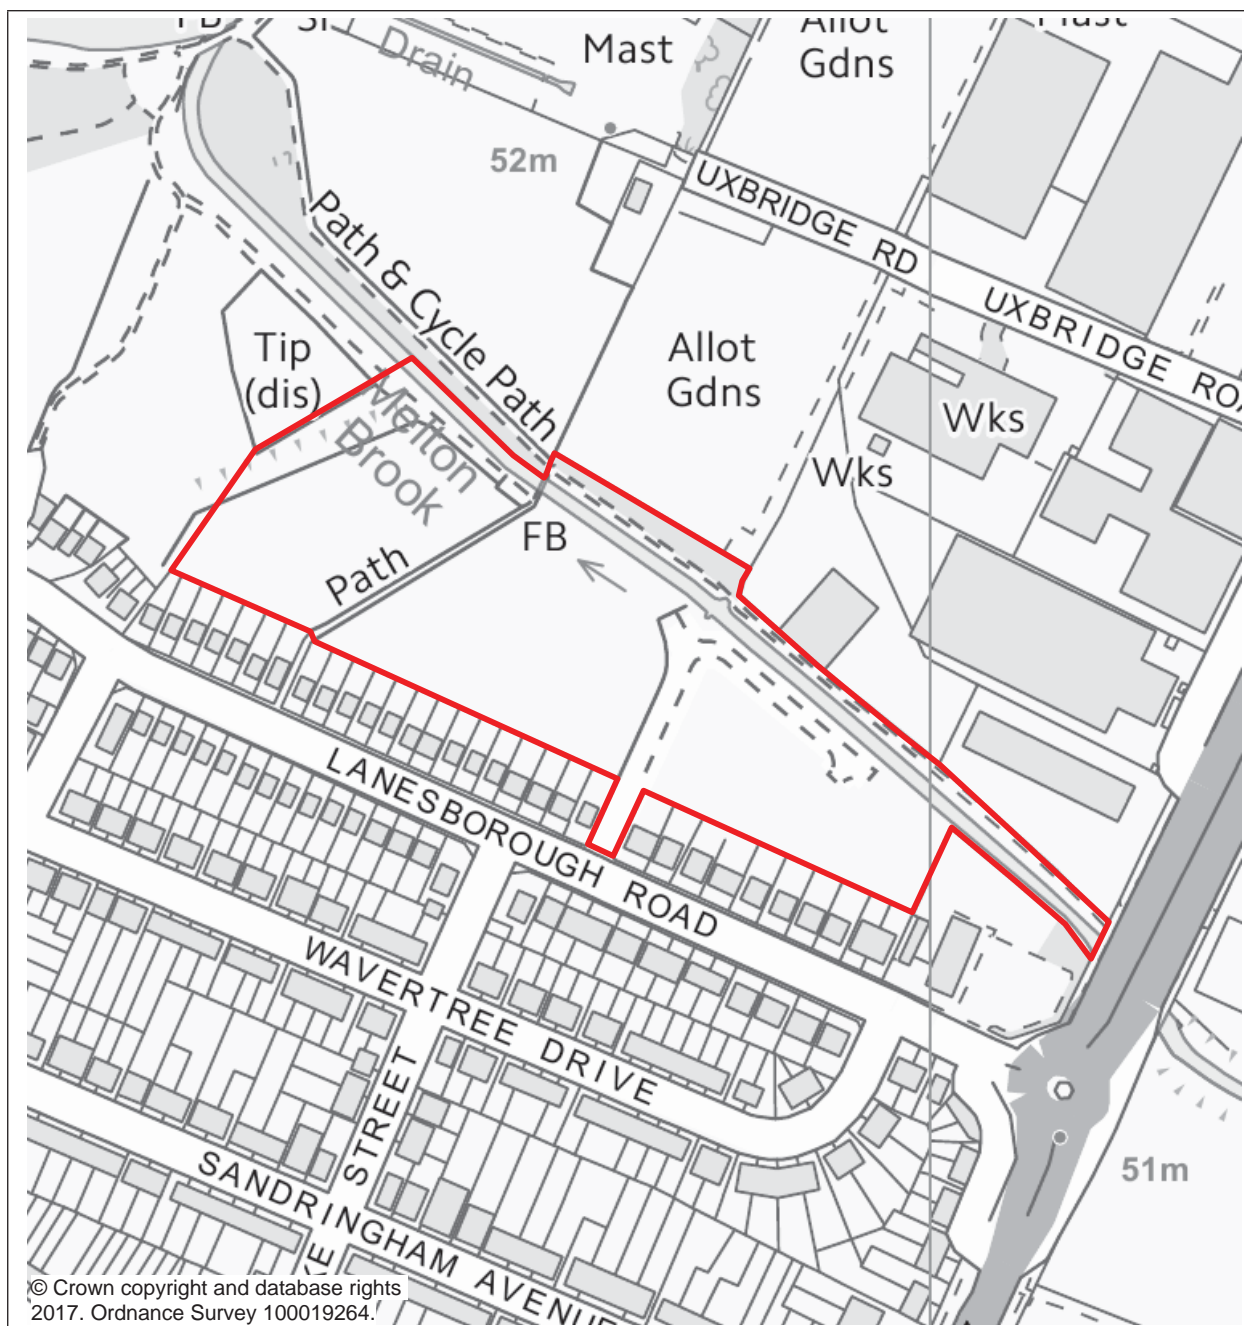 FB
Drain
Mast
Allot
Gdns
52m
UXBRIDGE RD
UXBRIDGE
Path & Cycle Path
Tip
(dis)
Melton
Brook
Allot
Gdns
Wks
Wks
FB
Path
LANESBOROUGH ROAD
WAVERTREE DRIVE
STREET
SANDRINGHAM AVENUE
51m
© Crown copyright and database rights
2017. Ordnance Survey 100019264.